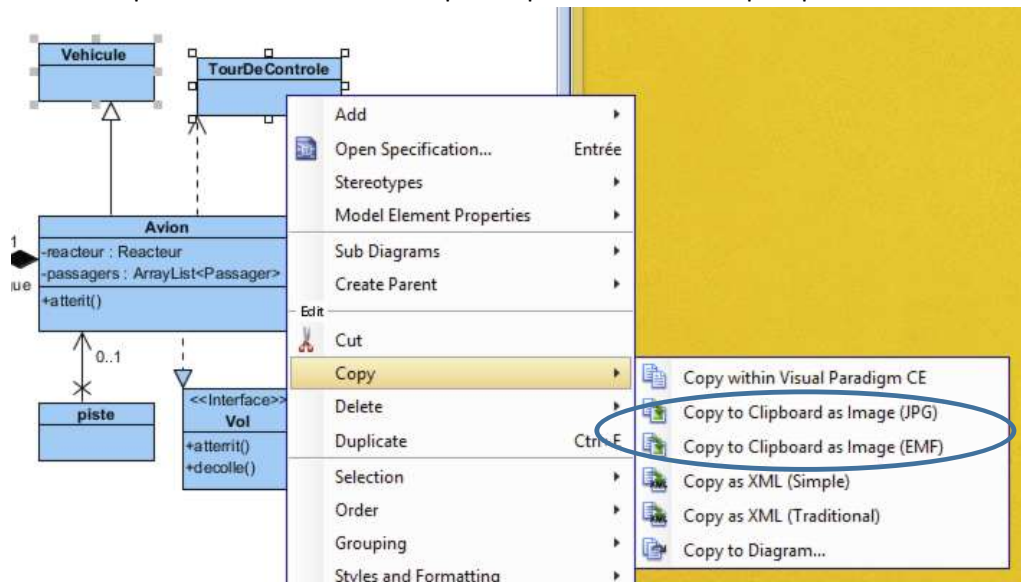 Vehicule
TourDeControle
Avion
-reacteur : Reacteur
-passagers : ArrayList<Passager>
+atterit()
1
ue
0..1
piste
<<Interface>>
Vol
+atterrit()
+decolle()
Add
Open Specification... Entrée
Stereotypes
Model Element Properties
Sub Diagrams
Create Parent
Edit
Cut
Copy
Delete
Duplicate Ctrl+E
Selection
Order
Grouping
Styles and Formatting
Copy within Visual Paradigm CE
Copy to Clipboard as Image (JPG)
Copy to Clipboard as Image (EMF)
Copy as XML (Simple)
Copy as XML (Traditional)
Copy to Diagram...